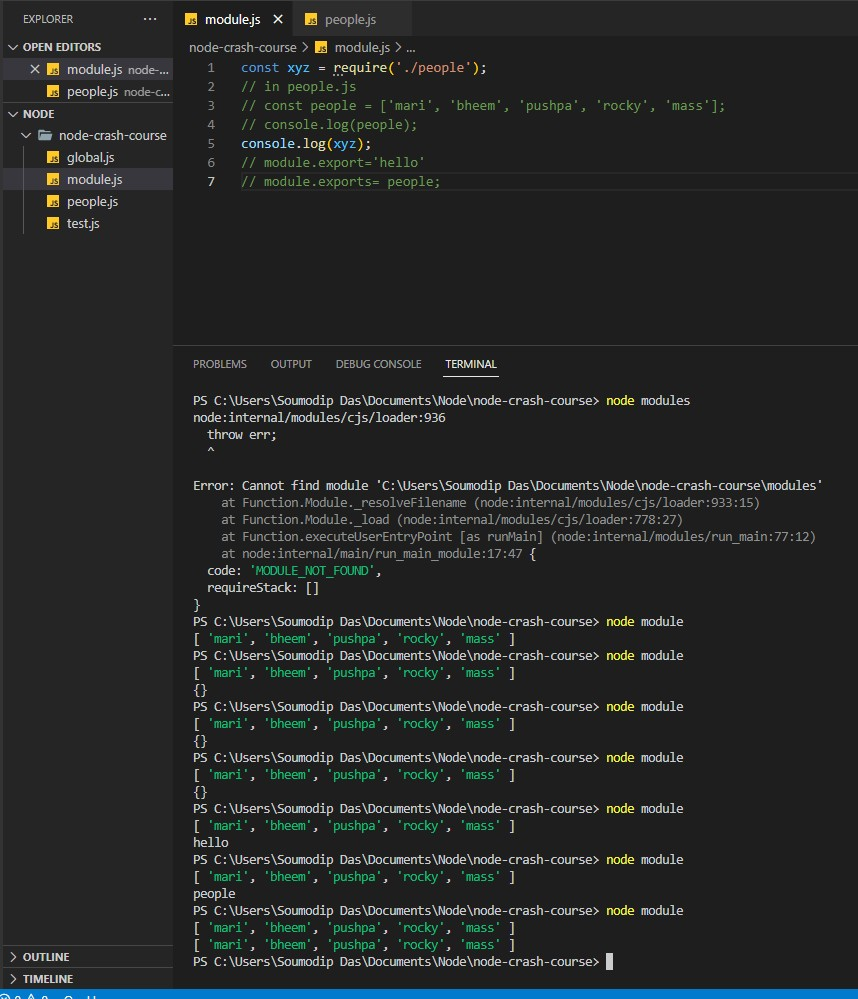 EXPLORER ...
OPEN EDITORS
module.js node-...
people.js node-c...
NODE
node-crash-course
global.js
module.js
people.js
test.js
OUTLINE
TIMELINE
module.js
people.js
node-crash-course > module.js > ...
1 const xyz = require('./people');
2 // in people.js
3 // const people = ['mari', 'bheem', 'pushpa', 'rocky', 'mass'];
4 // console.log(people);
5 console.log(xyz);
6 // module.export='hello'
7 // module.exports= people;
PROBLEMS OUTPUT DEBUG CONSOLE TERMINAL
PS C:\Users\Soumodip Das\Documents\Node\node-crash-course> node modules
node:internal/modules/cjs/loader:936
throw err;
^
Error: Cannot find module 'C:\Users\Soumodip Das\Documents\Node\node-crash-course\modules'
at Function.Module._resolveFilename (node:internal/modules/cjs/loader:933:15)
at Function.Module._load (node:internal/modules/cjs/loader:778:27)
at Function.executeUserEntryPoint [as runMain] (node:internal/modules/run_main:77:12)
at node:internal/main/run_main_module:17:47 {
code: 'MODULE_NOT_FOUND',
requireStack: []
}
PS C:\Users\Soumodip Das\Documents\Node\node-crash-course> node module
[ 'mari', 'bheem', 'pushpa', 'rocky', 'mass' ]
PS C:\Users\Soumodip Das\Documents\Node\node-crash-course> node module
[ 'mari', 'bheem', 'pushpa', 'rocky', 'mass' ]
{}
PS C:\Users\Soumodip Das\Documents\Node\node-crash-course> node module
[ 'mari', 'bheem', 'pushpa', 'rocky', 'mass' ]
{}
PS C:\Users\Soumodip Das\Documents\Node\node-crash-course> node module
[ 'mari', 'bheem', 'pushpa', 'rocky', 'mass' ]
{}
PS C:\Users\Soumodip Das\Documents\Node\node-crash-course> node module
[ 'mari', 'bheem', 'pushpa', 'rocky', 'mass' ]
hello
PS C:\Users\Soumodip Das\Documents\Node\node-crash-course> node module
[ 'mari', 'bheem', 'pushpa', 'rocky', 'mass' ]
people
PS C:\Users\Soumodip Das\Documents\Node\node-crash-course> node module
[ 'mari', 'bheem', 'pushpa', 'rocky', 'mass' ]
[ 'mari', 'bheem', 'pushpa', 'rocky', 'mass' ]
PS C:\Users\Soumodip Das\Documents\Node\node-crash-course>